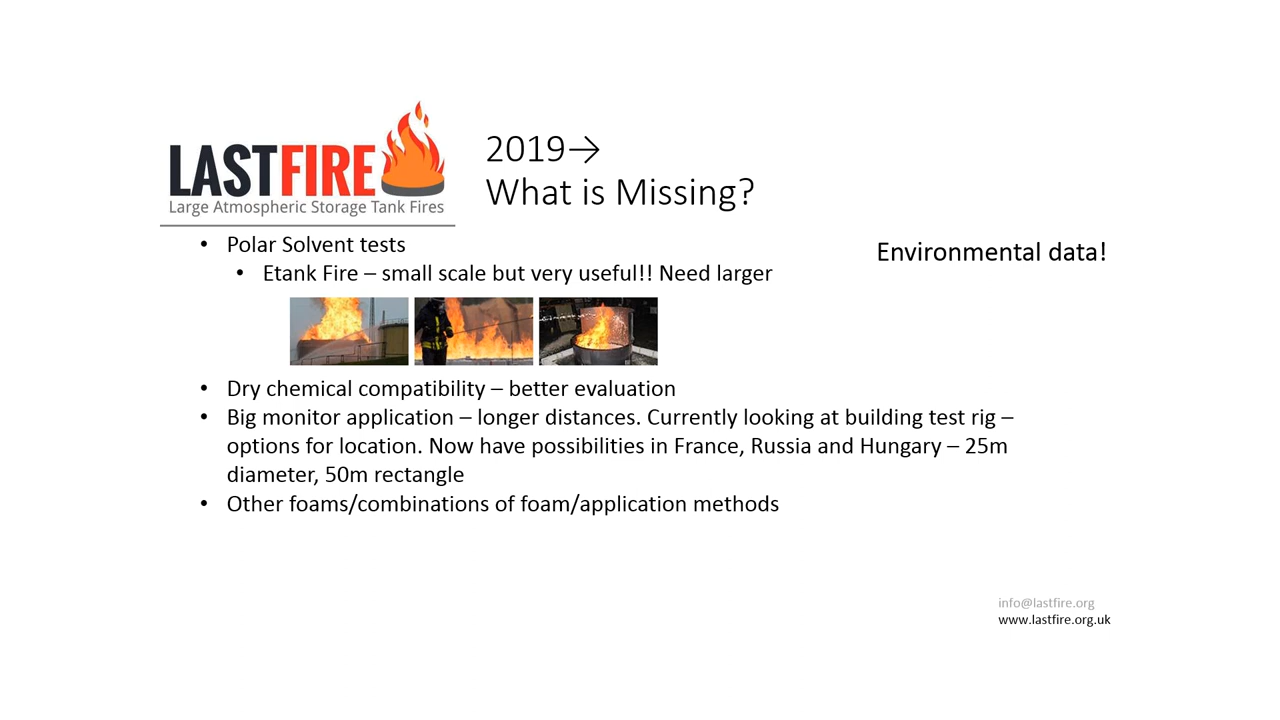 LASTFIRE
Large Atmospheric Storage Tank Fires
2019→
What is Missing?
• Polar Solvent tests
• Etank Fire – small scale but very useful!! Need larger
Environmental data!
• Dry chemical compatibility – better evaluation
• Big monitor application – longer distances. Currently looking at building test rig –
options for location. Now have possibilities in France, Russia and Hungary – 25m
diameter, 50m rectangle
• Other foams/combinations of foam/application methods
info@lastfire.org
www.lastfire.org.uk